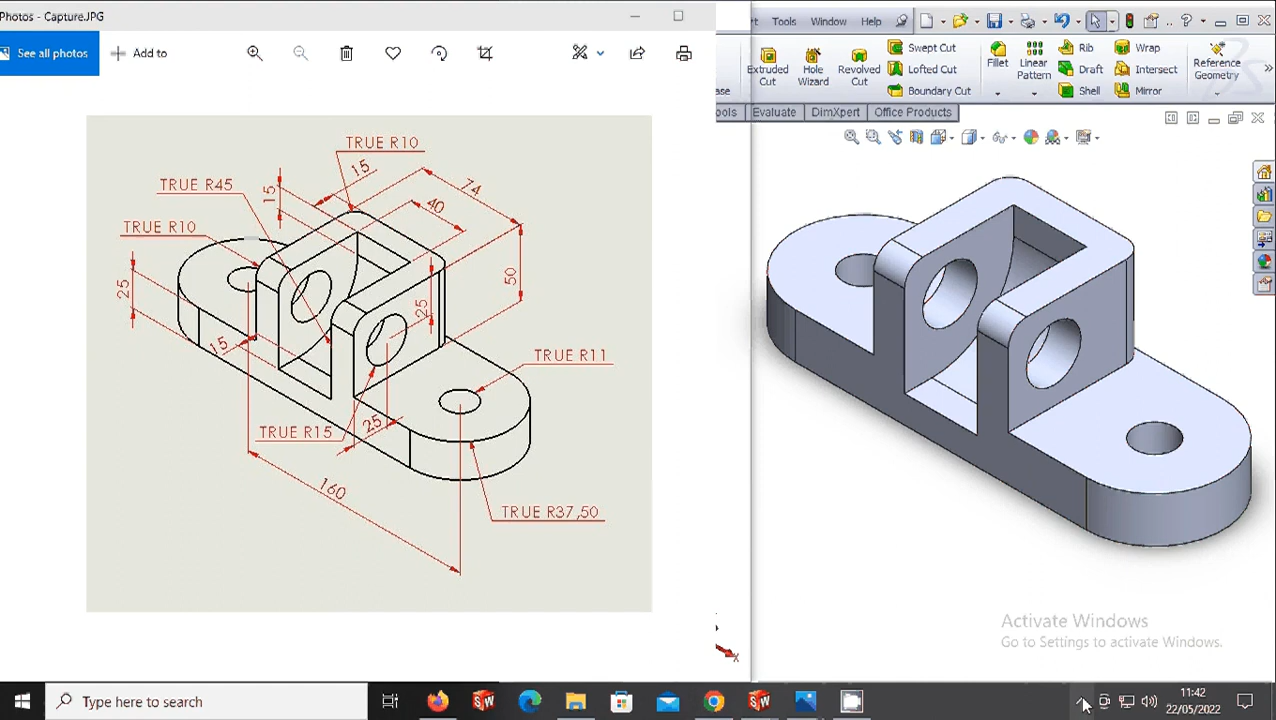 Photos - Capture.JPG
See all photos
Add to
TRUE R10
15
74
TRUE R45
15
40
TRUE R10
50
25
25
15
TRUE R11
25
TRUE R15
160
TRUE R37,50
Tools Window Help
Swept Cut
Rib
Wrap
Extruded Cut
Hole Wizard
Revolved Cut
Lofted Cut
Fillet
Linear Pattern
Draft
Intersect
Reference Geometry
Boundary Cut
Shell
Mirror
Evaluate DimXpert Office Products
x
Activate Windows
Go to Settings to activate Windows.
Type here to search
11:42
22/05/2022